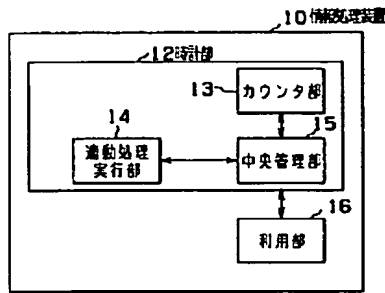 10 情報処理装置
12 時計部
13
カウンタ部
14
15
適動処理
実行部
中央管理部
16
利用部